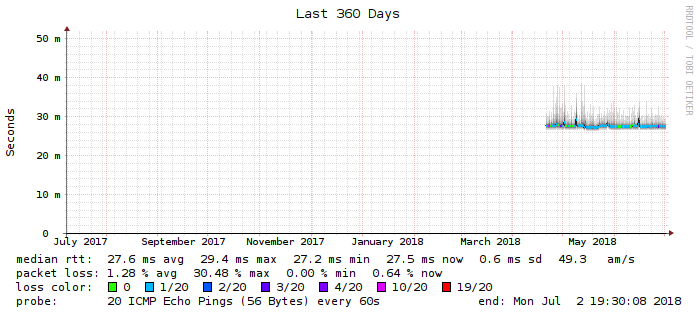 Last 360 Days
RRDTOOL / TOBI OETIKER
Seconds
50 m
40 m
30 m
20 m
10 m
0
July 2017 September 2017 November 2017 January 2018 March 2018 May 2018
median rtt: 27.6 ms avg 29.4 ms max 27.2 ms min 27.5 ms now 0.6 ms sd 49.3 am/s
packet loss: 1.28 % avg 30.48 % max 0.00 % min 0.64 % now
loss color: 0 1/20 2/20 3/20 4/20 10/20 19/20
probe: 20 ICMP Echo Pings (56 Bytes) every 60s end: Mon Jul 2 19:30:08 2018